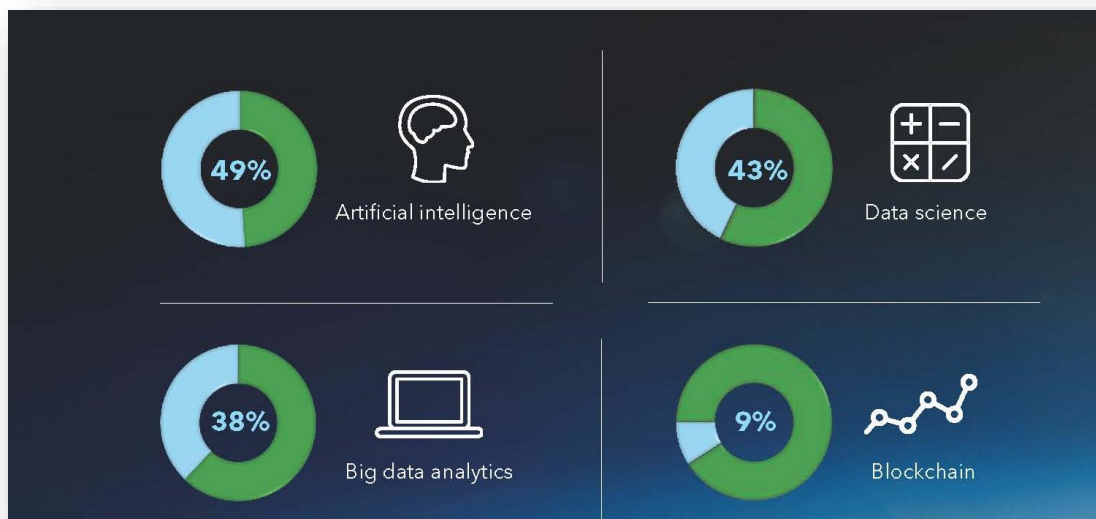 49%
Artificial intelligence
43%
Data science
38%
Big data analytics
9%
Blockchain